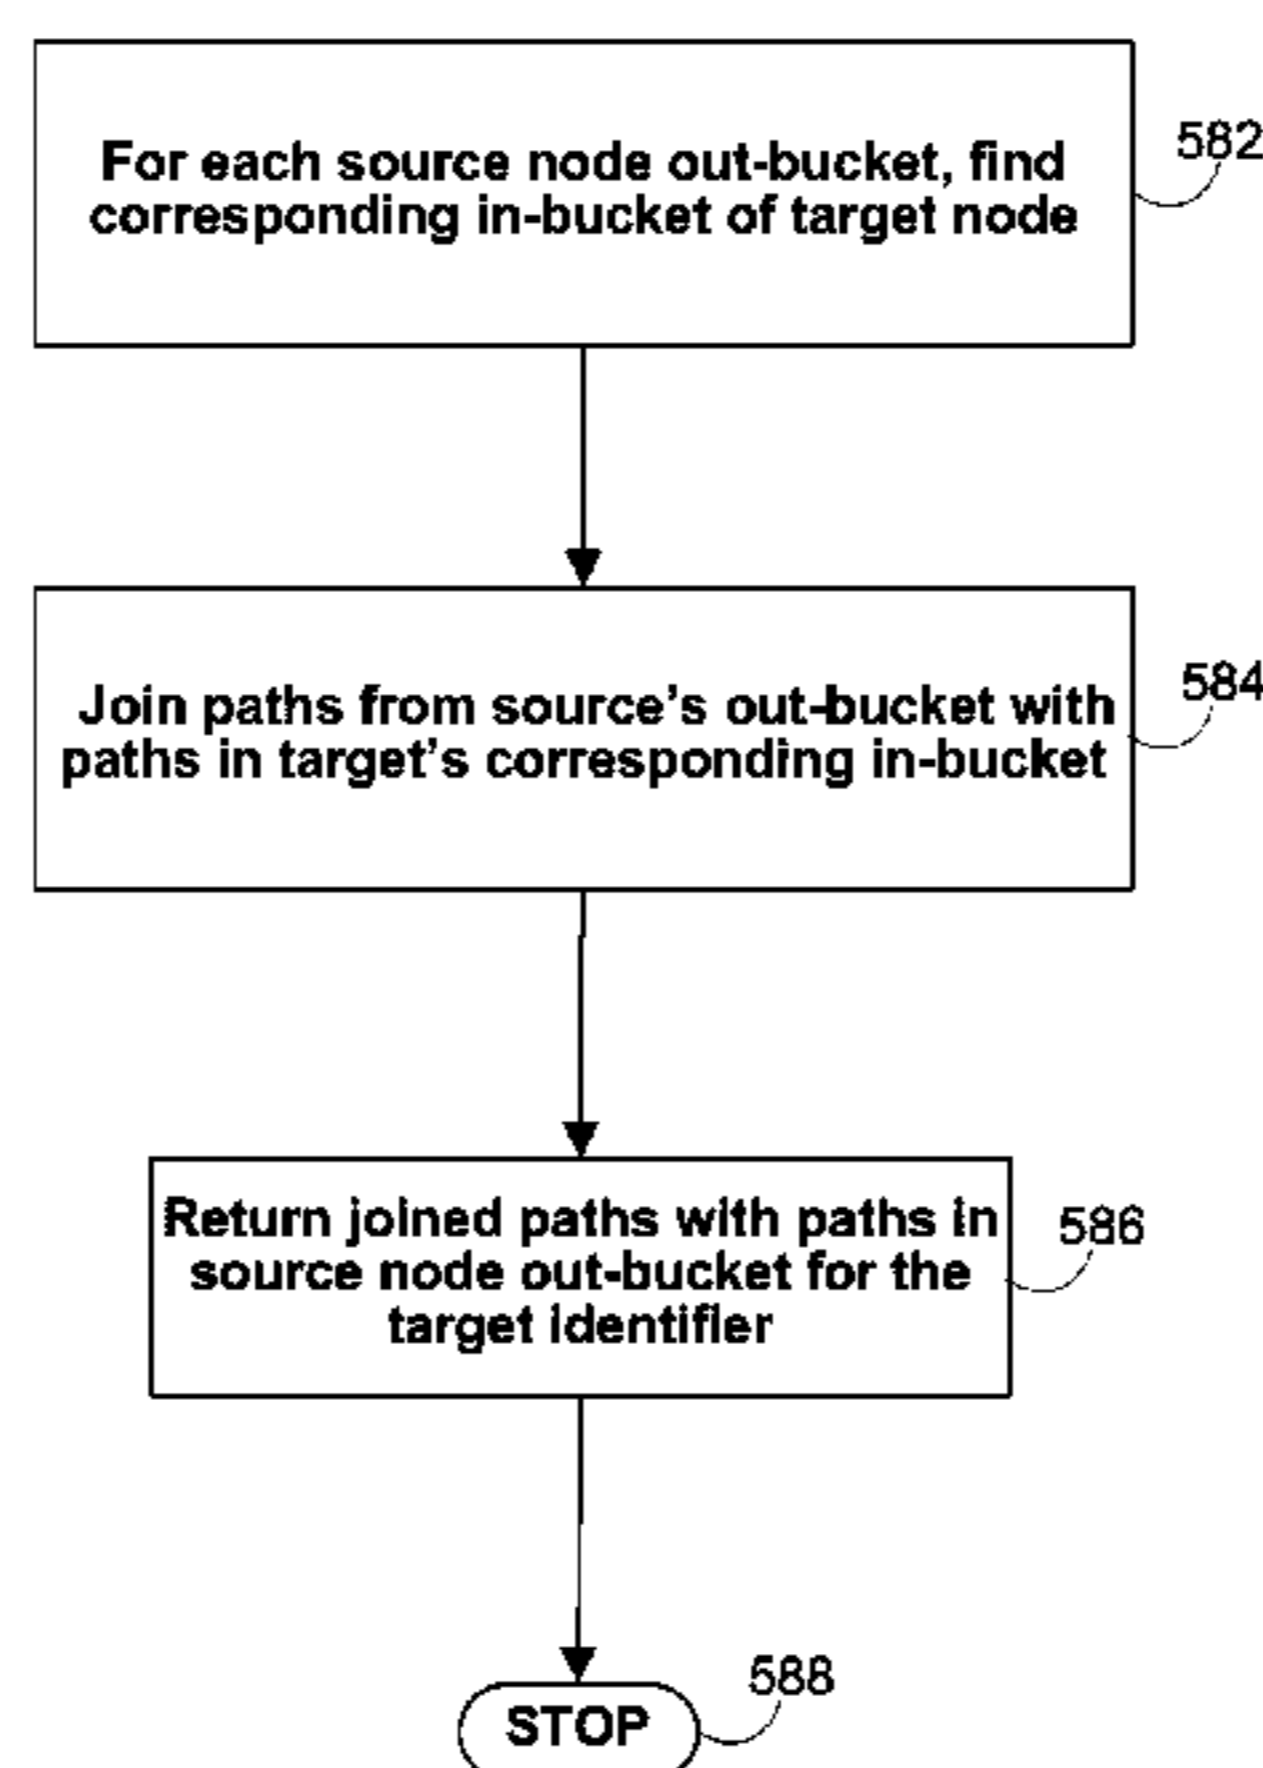 For each source node out-bucket, find
corresponding in-bucket of target node
582
Join paths from source's out-bucket with
paths in target's corresponding in-bucket
584
Return joined paths with paths in
source node out-bucket for the
target identifier
586
STOP
588